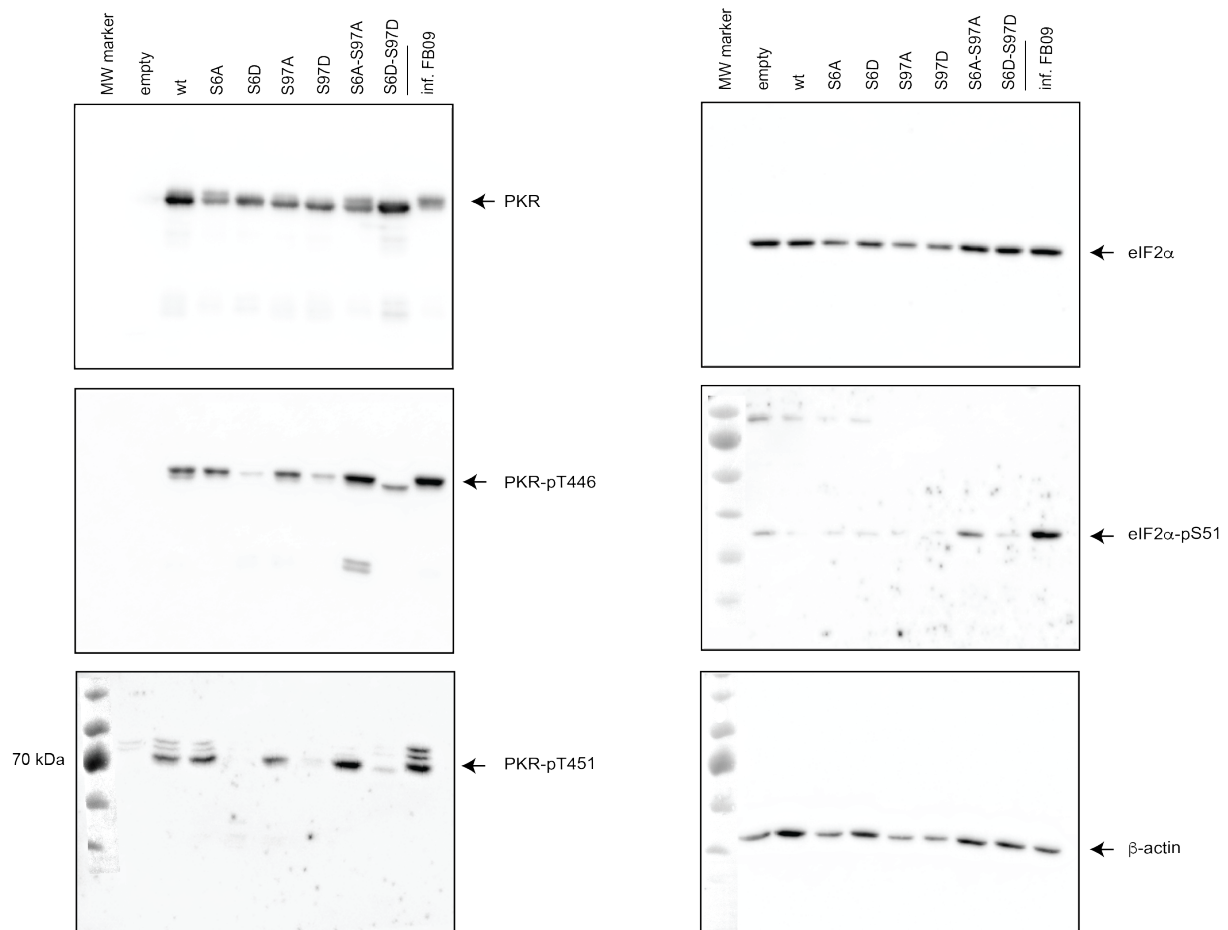 MW marker
empty
wt
S6A
S6D
S97A
S97D
S6A-S97A
S6D-S97D
inf. FB09
PKR
PKR-pT446
70 kDa
PKR-pT451
MW marker
empty
wt
S6A
S6D
S97A
S97D
S6A-S97A
S6D-S97D
inf. FB09
eIF2α
eIF2α-pS51
β-actin